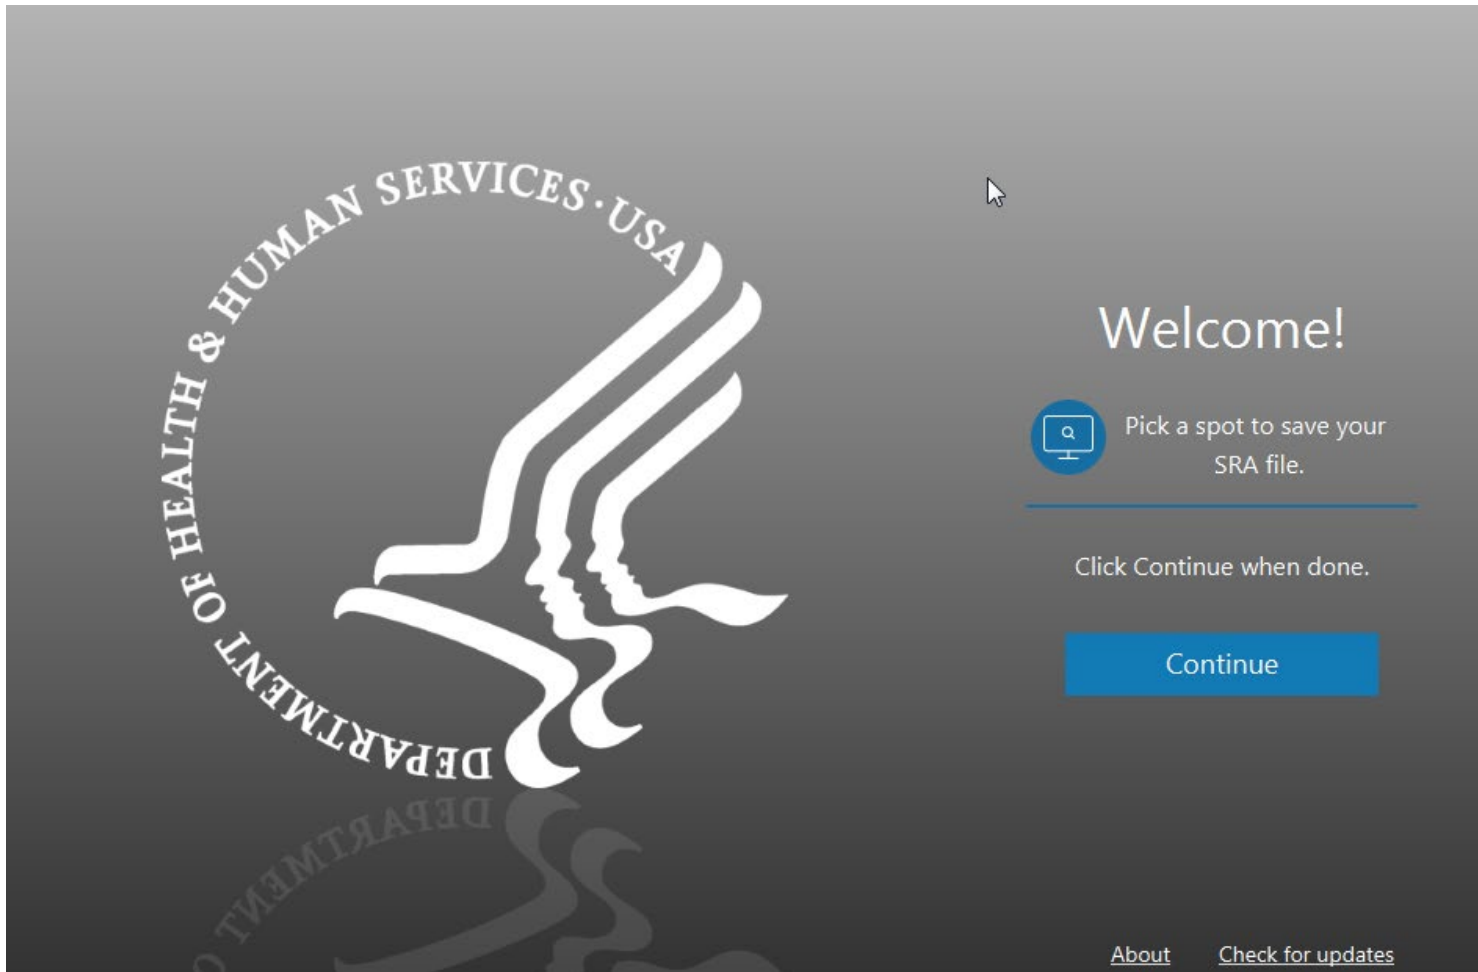 DEPARTMENT OF HEALTH & HUMAN SERVICES·USA
Welcome!
Pick a spot to save your
SRA file.
Click Continue when done.
Continue
About Check for updates
DEPARTMENT O